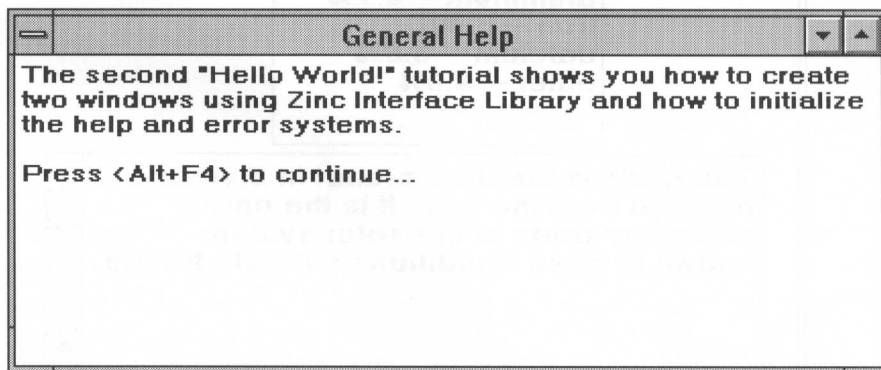 General Help
The second "Hello World!" tutorial shows you how to create
two windows using Zinc Interface Library and how to initialize
the help and error systems.
Press <Alt+F4> to continue...